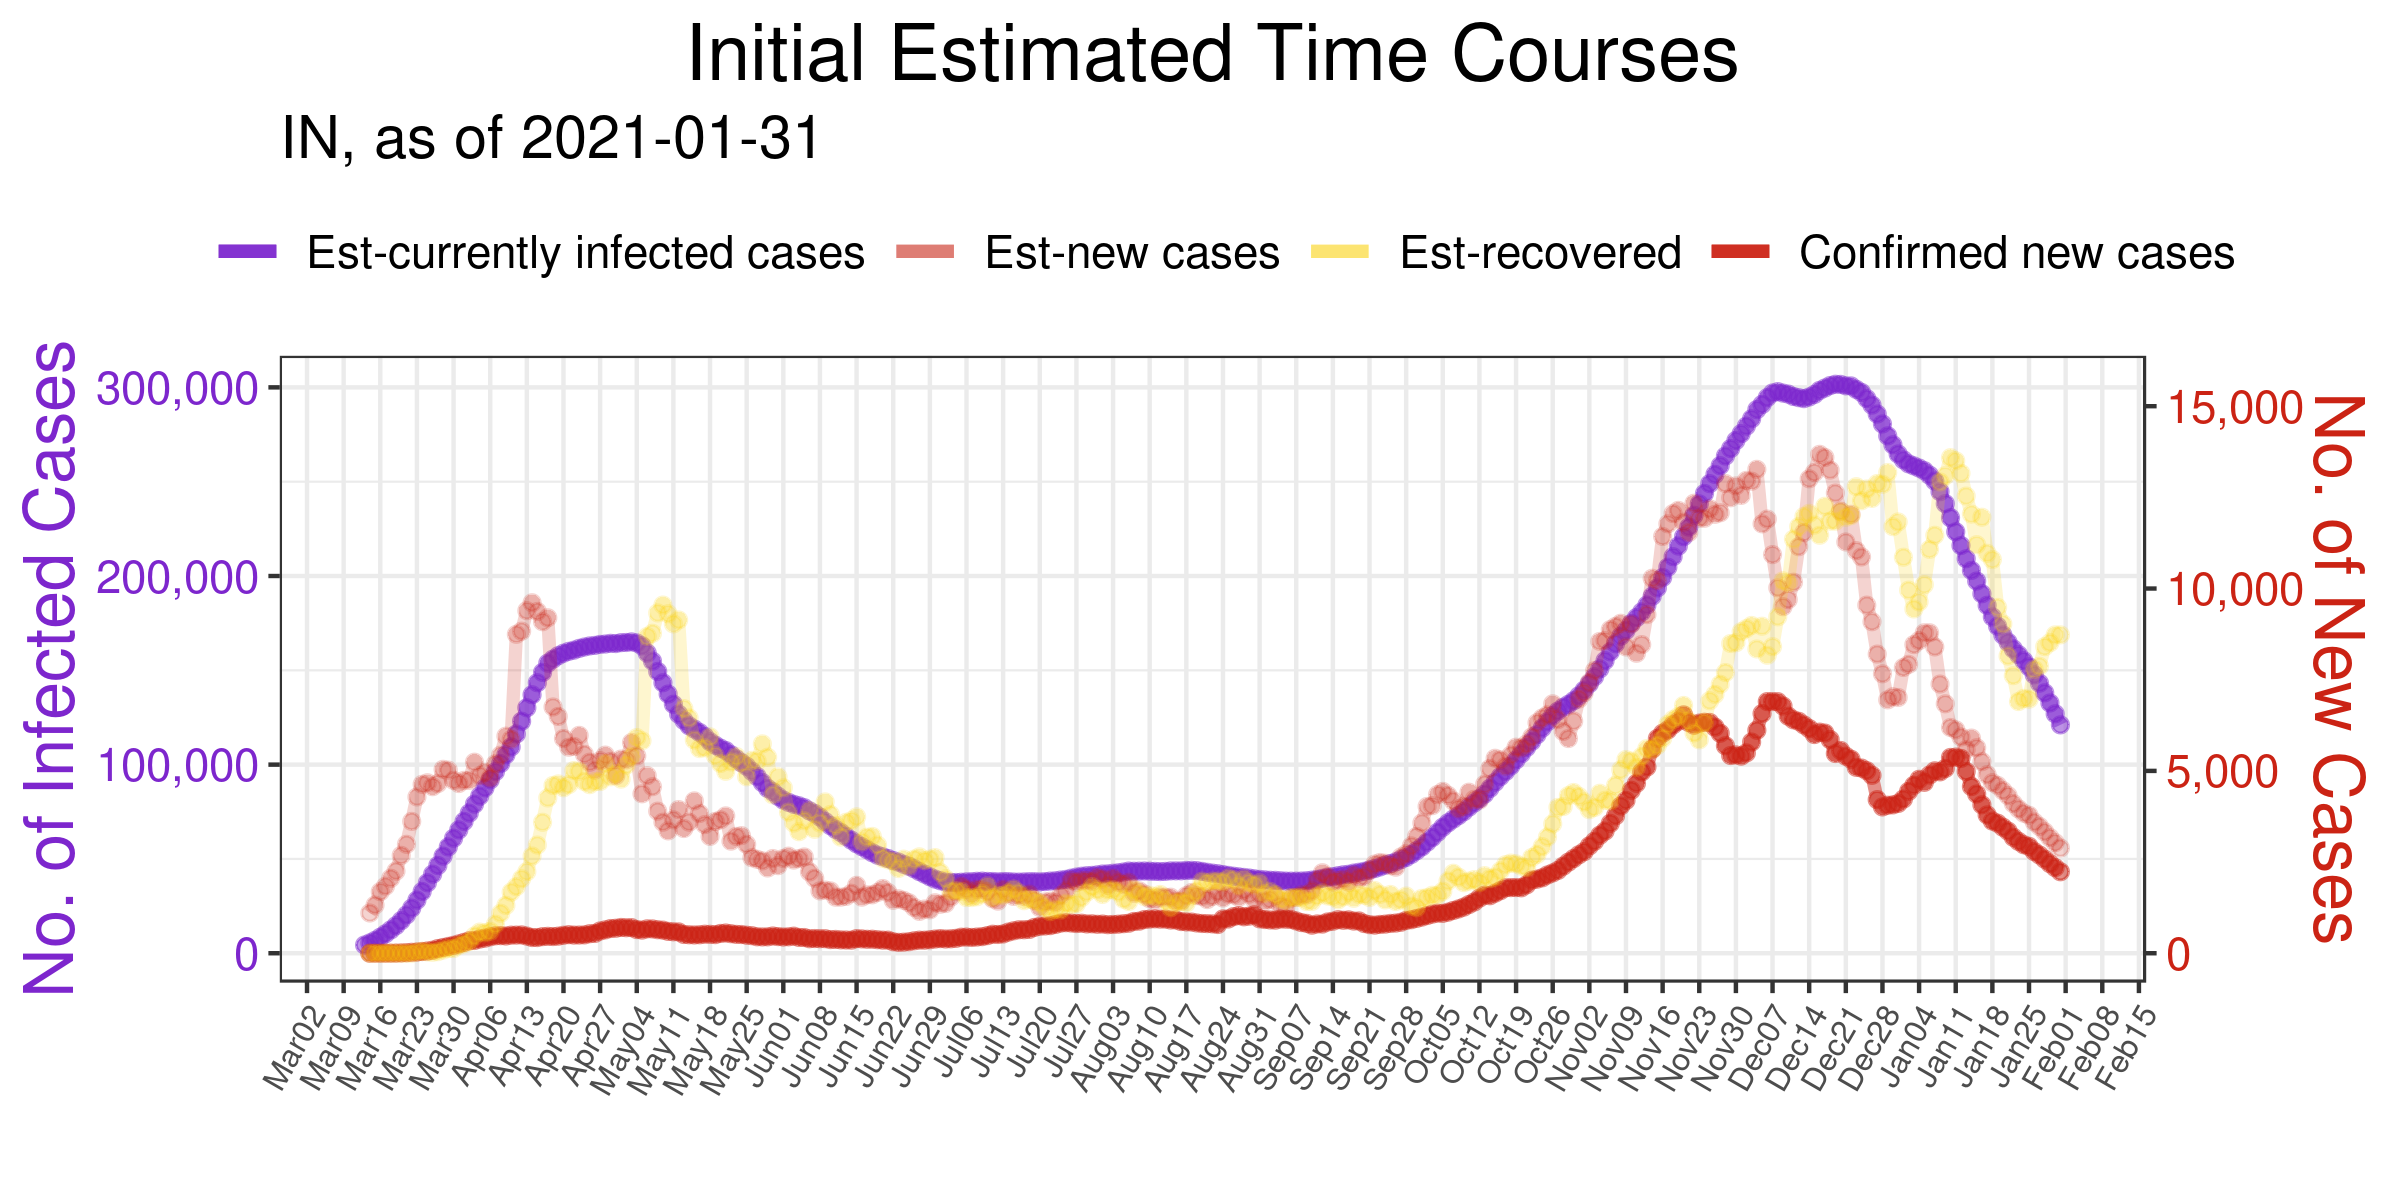 Initial Estimated Time Courses
IN, as of 2021-01-31
Est-currently infected cases Est-new cases Est-recovered Confirmed new cases
No. of Infected Cases
300,000
200,000
100,000
0
15,000
10,000
5,000
0
No. of New Cases
Mar02 Mar09 Mar16 Mar23 Mar30 Apr06 Apr13 Apr20 Apr27 May04 May11 May18 May25 Jun01 Jun08 Jun15 Jun22 Jun29 Jul06 Jul13 Jul20 Jul27 Aug03 Aug10 Aug17 Aug24 Aug31 Sep07 Sep14 Sep21 Sep28 Oct05 Oct12 Oct19 Oct26 Nov02 Nov09 Nov16 Nov23 Nov30 Dec07 Dec14 Dec21 Dec28 Jan04 Jan11 Jan18 Jan25 Feb01 Feb08 Feb15